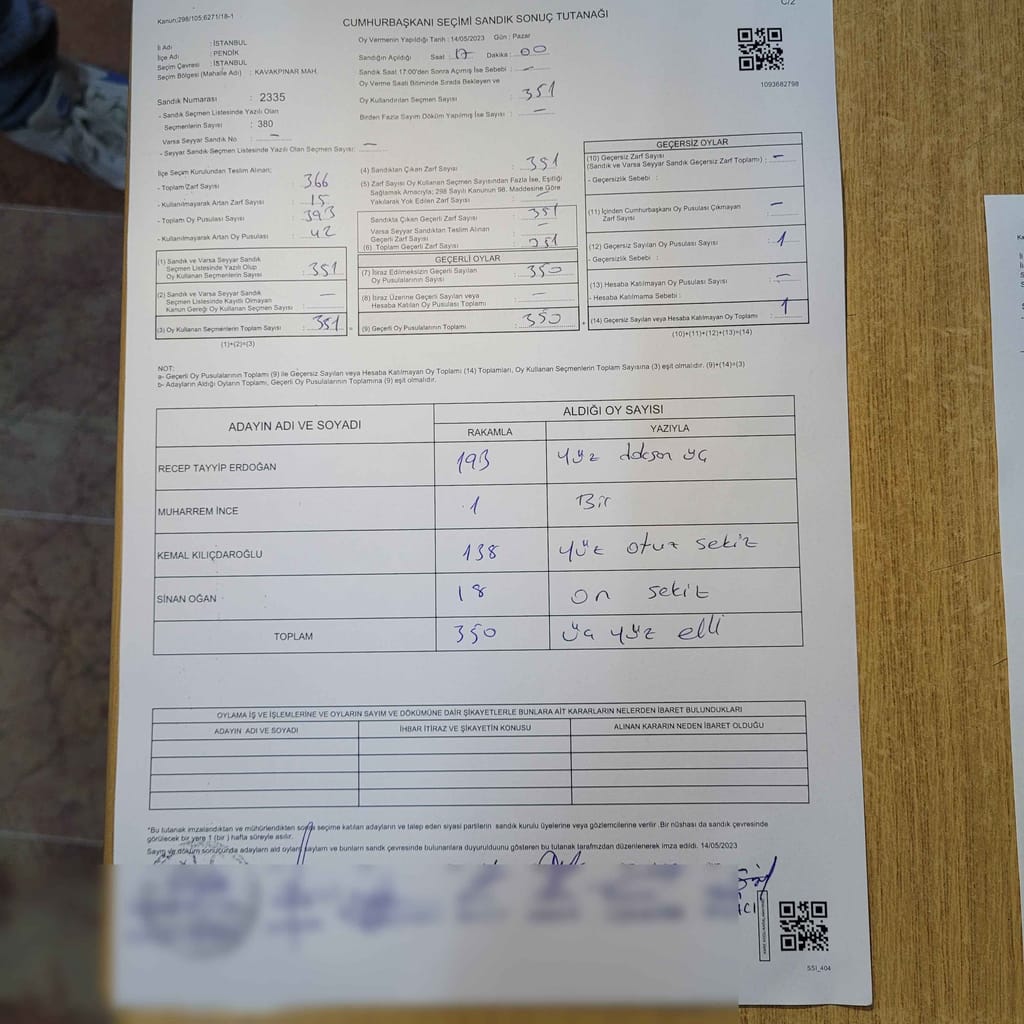 C/2
Kanun;298/105;6271/18-1
CUMHURBAŞKANI SEÇİMİ SANDIK SONUÇ TUTANAĞI
İli Adı : İSTANBUL
İlçe Adı : PENDİK
Seçim Çevresi : İSTANBUL
Seçim Bölgesi (Mahalle Adı) : KAVAKPINAR MAH.
Sandık Numarası : 2335
- Sandık Seçmen Listesinde Yazılı Olan
Seçmenlerin Sayısı : 380
Varsa Seyyar Sandık No : —
- Seyyar Sandık Seçmen Listesinde Yazılı Olan Seçmen Sayısı: —
Oy Vermenin Yapıldığı Tarih : 14/05/2023 Gün : Pazar
Sandığın Açıldığı Saat : 17 Dakika : 00
Sandık Saat 17:00'den Sonra Açılmış İse Sebebi : —
Oy Verme Saati Bitiminde Sırada Bekleyen ve
Oy Kullandırılan Seçmen Sayısı : 351
Birden Fazla Sayım Döküm Yapılmış İse Sayısı : —
1093682798
İlçe Seçim Kurulundan Teslim Alınan;
- Toplam Zarf Sayısı : 366
- Kullanılmayarak Artan Zarf Sayısı : 15
- Toplam Oy Pusulası Sayısı : 393
- Kullanılmayarak Artan Oy Pusulası : 42
(1) Sandık ve Varsa Seyyar Sandık
Seçmen Listesinde Yazılı Olup
Oy Kullanan Seçmenlerin Sayısı : 351
(2) Sandık ve Varsa Seyyar Sandık
Seçmen Listesinde Kayıtlı Olmayan
Kanun Gereği Oy Kullanan Seçmen Sayısı : —
(3) Oy Kullanan Seçmenlerin Toplam Sayısı : 351
(1)+(2)=(3)
(4) Sandıktan Çıkan Zarf Sayısı : 351
(5) Zarf Sayısı Oy Kullanan Seçmen Sayısından Fazla İse, Eşitliği
Sağlamak Amacıyla; 298 Sayılı Kanunun 98. Maddesine Göre
Yakılarak Yok Edilen Zarf Sayısı : —
Sandıkta Çıkan Geçerli Zarf Sayısı : 351
Varsa Seyyar Sandıktan Teslim Alınan
Geçerli Zarf Sayısı : —
(6) Toplam Geçerli Zarf Sayısı : 351
GEÇERLİ OYLAR
(7) İtiraz Edilmeksizin Geçerli Sayılan
Oy Pusulalarının Sayısı : 350
(8) İtiraz Üzerine Geçerli Sayılan veya
Hesaba Katılan Oy Pusulası Toplamı : —
(9) Geçerli Oy Pusulalarının Toplamı : 350
GEÇERSİZ OYLAR
(10) Geçersiz Zarf Sayısı
(Sandık ve Varsa Seyyar Sandık Geçersiz Zarf Toplamı) : —
- Geçersizlik Sebebi :
(11) İçinden Cumhurbaşkanı Oy Pusulası Çıkmayan
Zarf Sayısı : —
(12) Geçersiz Sayılan Oy Pusulası Sayısı : 1
- Geçersizlik Sebebi :
(13) Hesaba Katılmayan Oy Pusulası Sayısı : —
- Hesaba Katılmama Sebebi :
(14) Geçersiz Sayılan veya Hesaba Katılmayan Oy Toplamı : 1
(10)+(11)+(12)+(13)=(14)
NOT:
a- Geçerli Oy Pusulalarının Toplamı (9) ile Geçersiz Sayılan veya Hesaba Katılmayan Oy Toplamı (14) Toplamları, Oy Kullanan Seçmenlerin Toplam Sayısına (3) eşit olmalıdır. (9)+(14)=(3)
b- Adayların Aldığı Oyların Toplamı, Geçerli Oy Pusulalarının Toplamına (9) eşit olmalıdır.
ADAYIN ADI VE SOYADI ALDIĞI OY SAYISI
RAKAMLA YAZIYLA
RECEP TAYYİP ERDOĞAN 193 yüz doksan üç
MUHARREM İNCE 1 Bir
KEMAL KILIÇDAROĞLU 138 yüz otuz sekiz
SİNAN OĞAN 18 on sekiz
TOPLAM 350 üç yüz elli
OYLAMA İŞ VE İŞLEMLERİNE VE OYLARIN SAYIM VE DÖKÜMÜNE DAİR ŞİKAYETLERLE BUNLARA AİT KARARLARIN NELERDEN İBARET BULUNDUKLARI
ADAYIN ADI VE SOYADI İHBAR İTİRAZ VE ŞİKAYETİN KONUSU ALINAN KARARIN NEDEN İBARET OLDUĞU
*Bu tutanak imzalandıktan ve mühürlendikten sonra seçime katılan adayların ve talep eden siyasi partilerin sandık kurulu üyelerine veya gözlemcilerine verilir .Bir nüshası da sandık çevresinde
görülecek bir yere 1 (bir ) hafta süreyle asılır.
Sayım ve döküm sonucunda adayların aldığı oyların sandık çevresinde bulunanlara duyurulduunu gösteren bu tutanak tarafmızdan düzenlenerek imza edildi. 14/05/2023
SSI_404